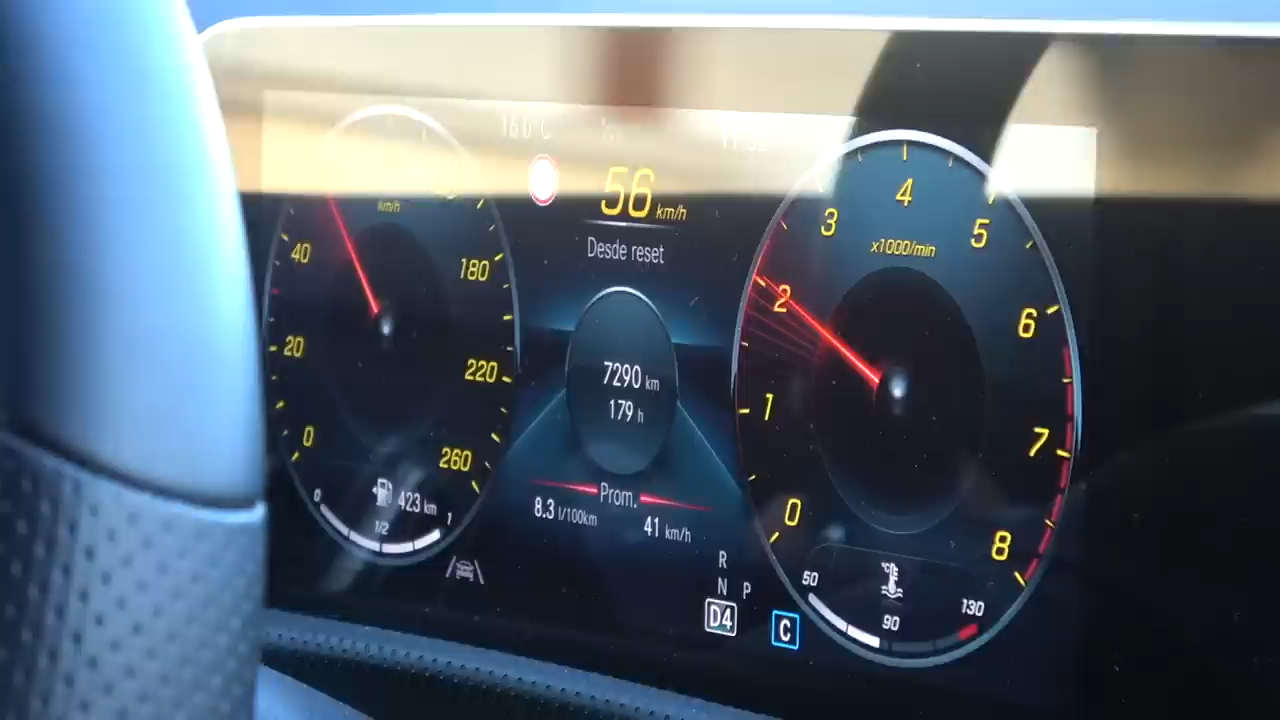 56 km/h
Desde reset
7290 km
179 h
Prom.
8.3 l/100km
41 km/h
km/h
0
20
40
180
220
260
423 km
0
1/2
1
x1000/min
0
1
2
3
4
5
6
7
8
R
N
P
D4
C
°C
50
90
130